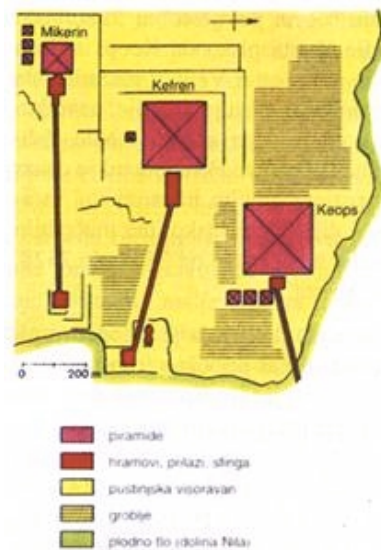 Mikerin
Kefren
Keops
0 200 m
piramide
hramovi, prilazi, sfinga
pustinjska visoravan
groblje
plodno tlo (dolina Nila)